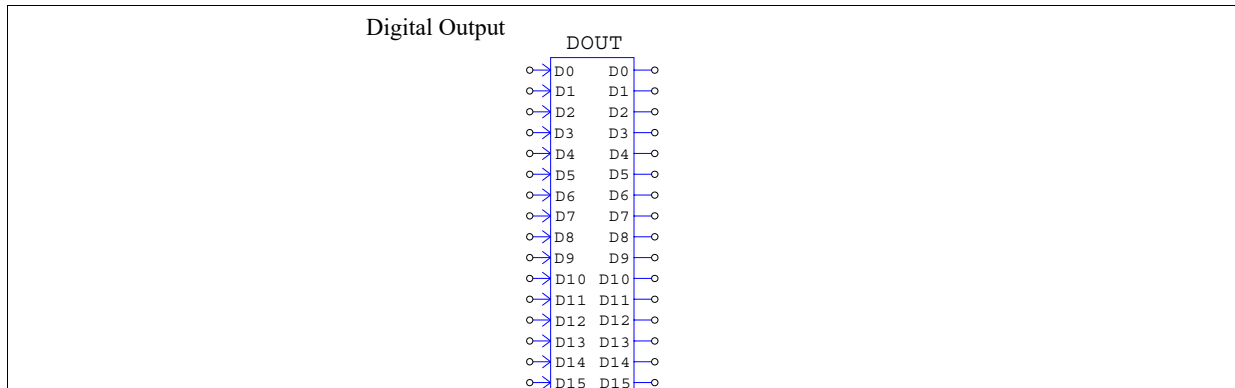 Digital Output
DOUT
D0 D0
D1 D1
D2 D2
D3 D3
D4 D4
D5 D5
D6 D6
D7 D7
D8 D8
D9 D9
D10 D10
D11 D11
D12 D12
D13 D13
D14 D14
D15 D15